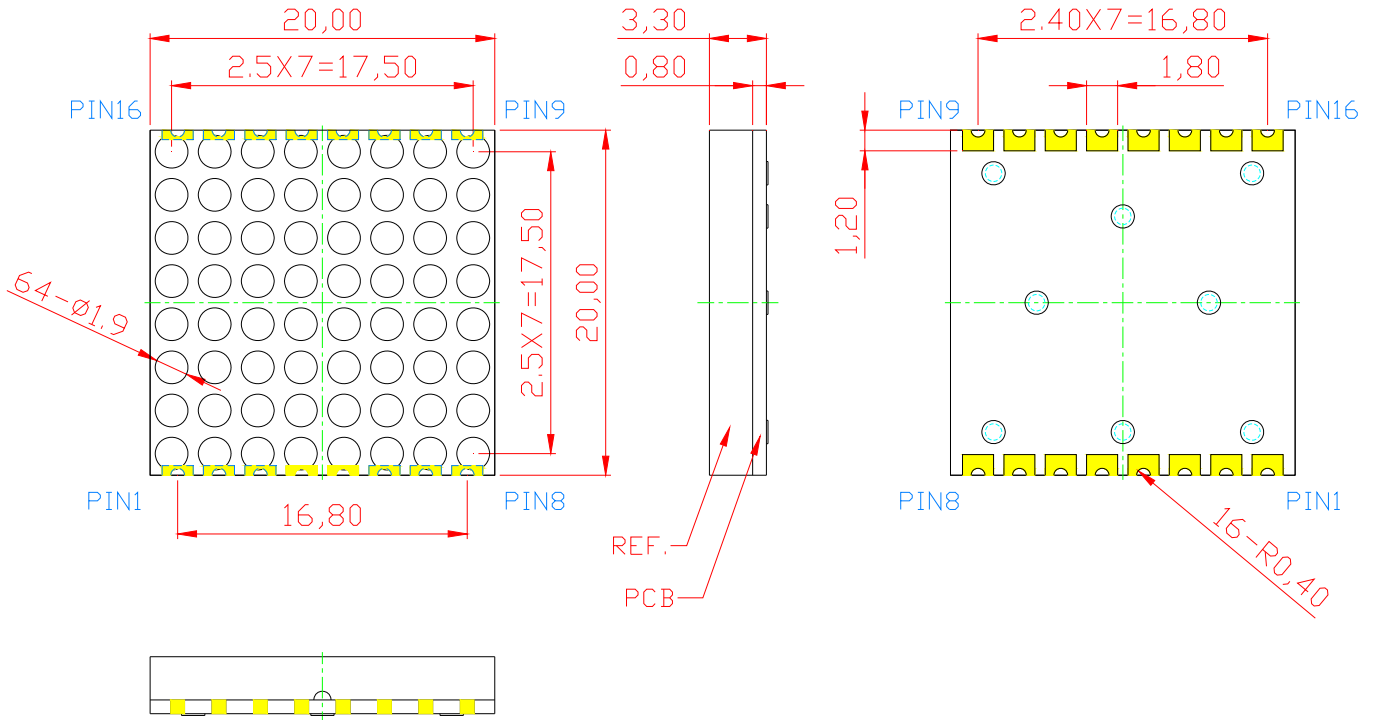 20,00
3,30
2.40X7=16,80
2.5X7=17,50
0,80
1,80
PIN16
PIN9
PIN9
PIN16
1,20
2.5X7=17,50
20,00
64-Ø1.9
PIN1
PIN8
PIN8
PIN1
16,80
REF.
16-R0,40
PCB